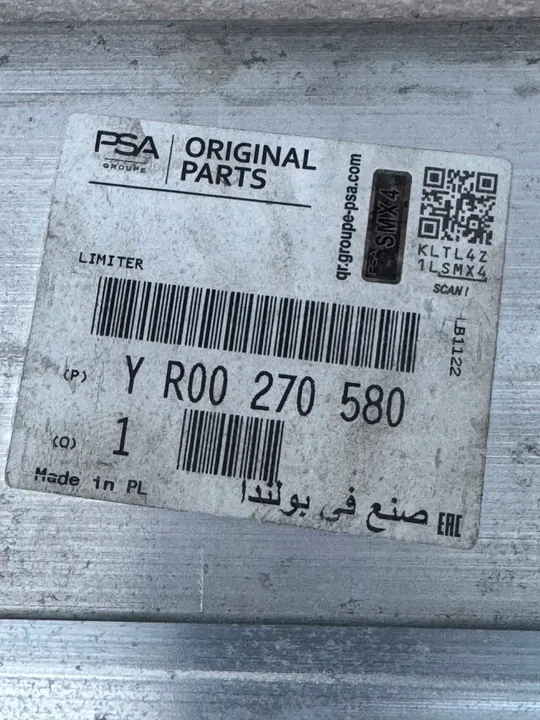 PSA
GROUPE
ORIGINAL
PARTS
qr.groupe-psa.com
PSA SMX4
KLTL4Z
1LSMX4
SCAN!
LIMITER
LB1122
(P) Y R00 270 580
(Q) 1
Made in PL
صنع في بولندا
EAC